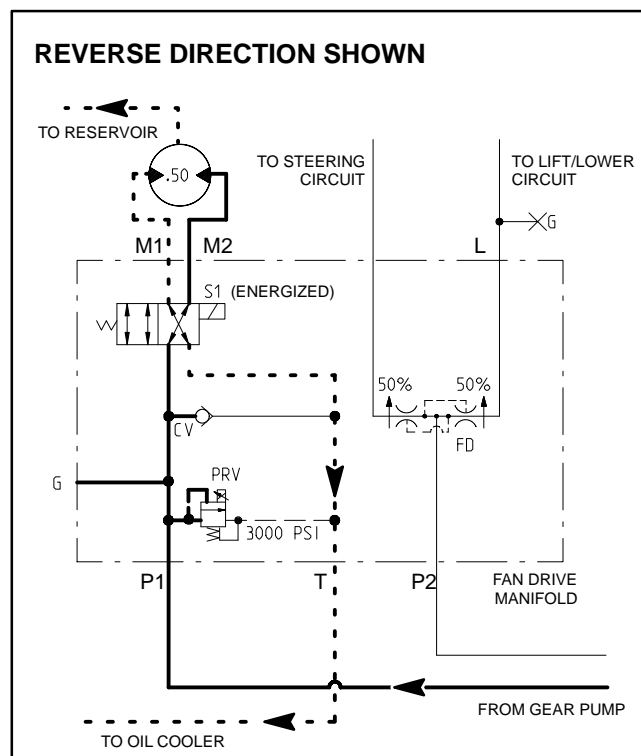 REVERSE DIRECTION SHOWN
TO RESERVOIR
TO STEERING
CIRCUIT
TO LIFT/LOWER
CIRCUIT
.50
G
M1 M2
L
S1 (ENERGIZED)
50% 50%
CV
FD
G
PRV
3000 PSI
P1
T
P2
FAN DRIVE
MANIFOLD
FROM GEAR PUMP
TO OIL COOLER